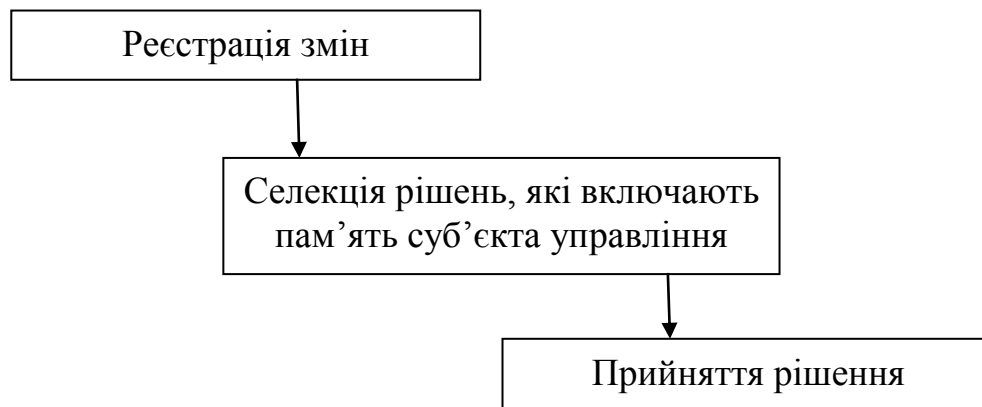 Реєстрація змін
Селекція рішень, які включають
пам’ять суб’єкта управління
Прийняття рішення